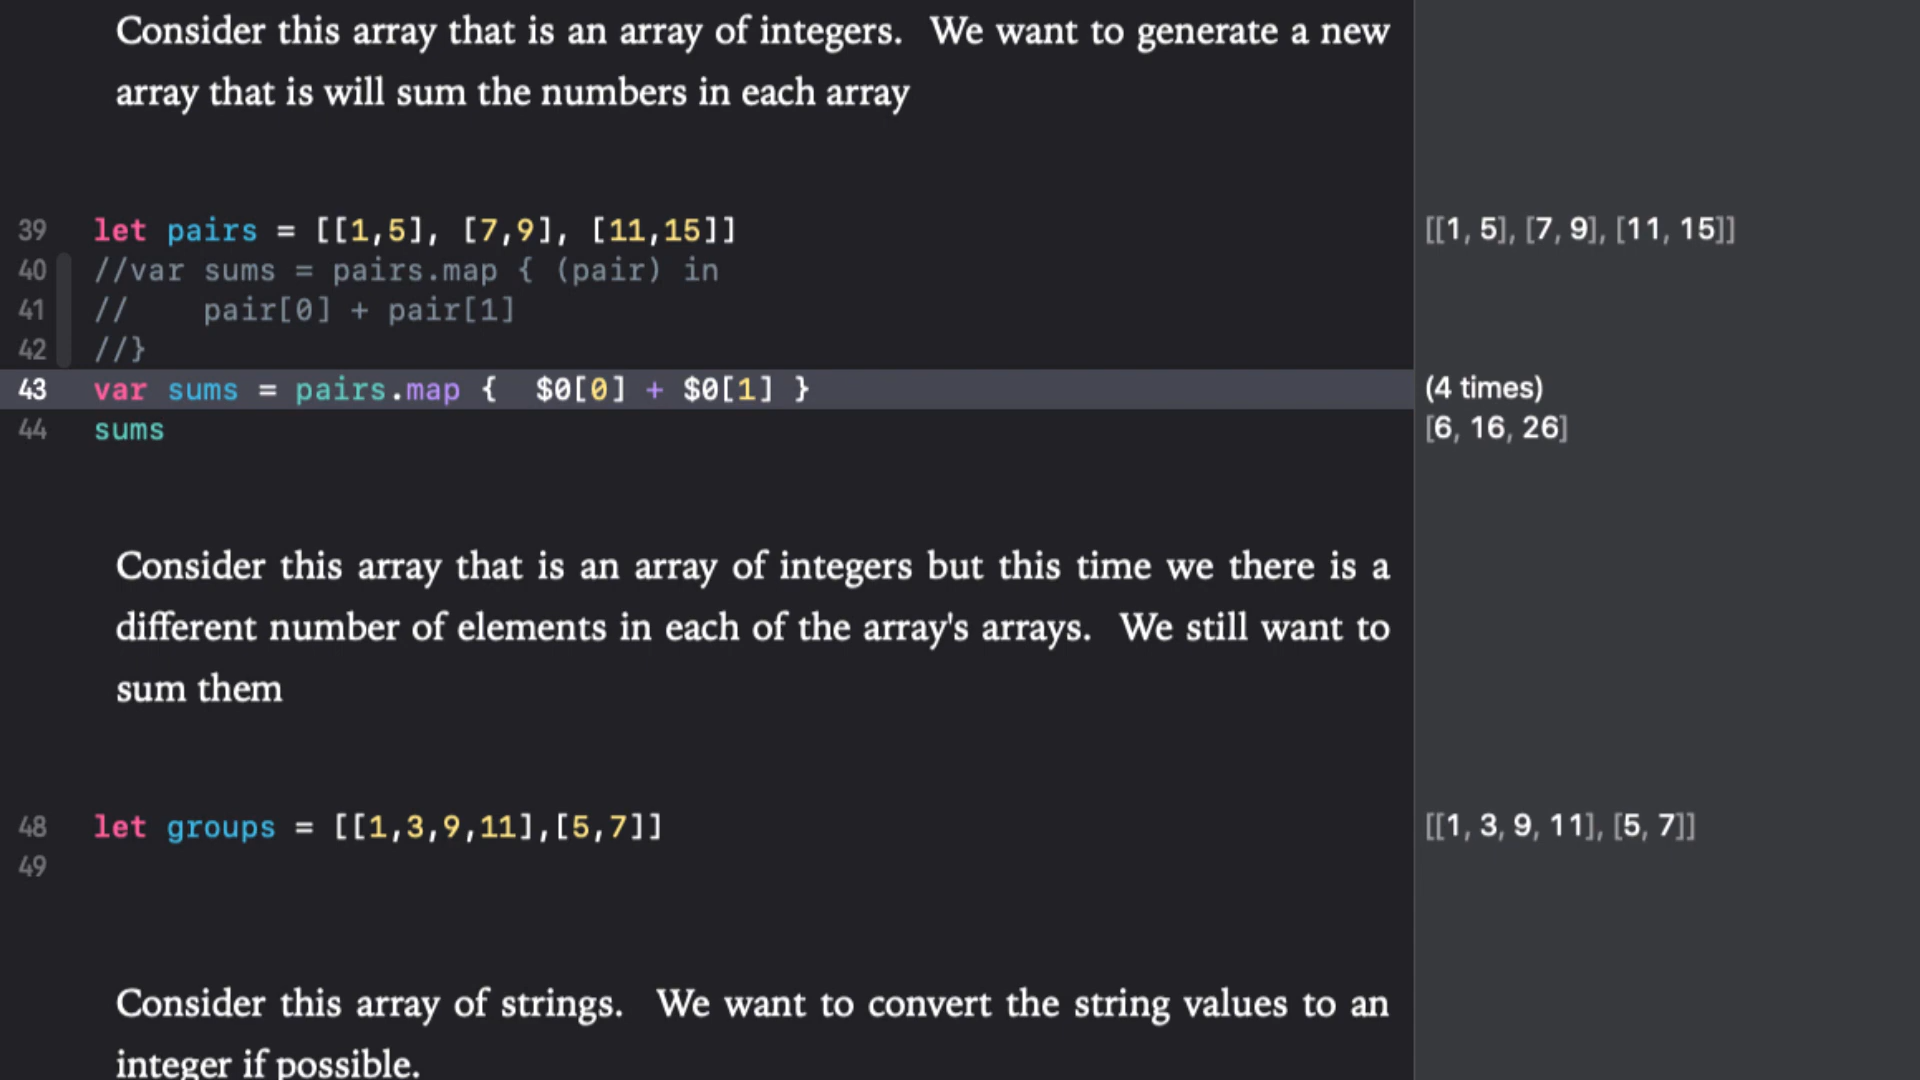 Consider this array that is an array of integers.  We want to generate a new
array that is will sum the numbers in each array
39 let pairs = [[1,5], [7,9], [11,15]] [[1, 5], [7, 9], [11, 15]]
40 //var sums = pairs.map { (pair) in
41 //    pair[0] + pair[1]
42 //}
43 var sums = pairs.map {  $0[0] + $0[1] } (4 times)
44 sums [6, 16, 26]
Consider this array that is an array of integers but this time we there is a
different number of elements in each of the array's arrays.  We still want to
sum them
48 let groups = [[1,3,9,11],[5,7]] [[1, 3, 9, 11], [5, 7]]
49
Consider this array of strings.  We want to convert the string values to an
integer if possible.